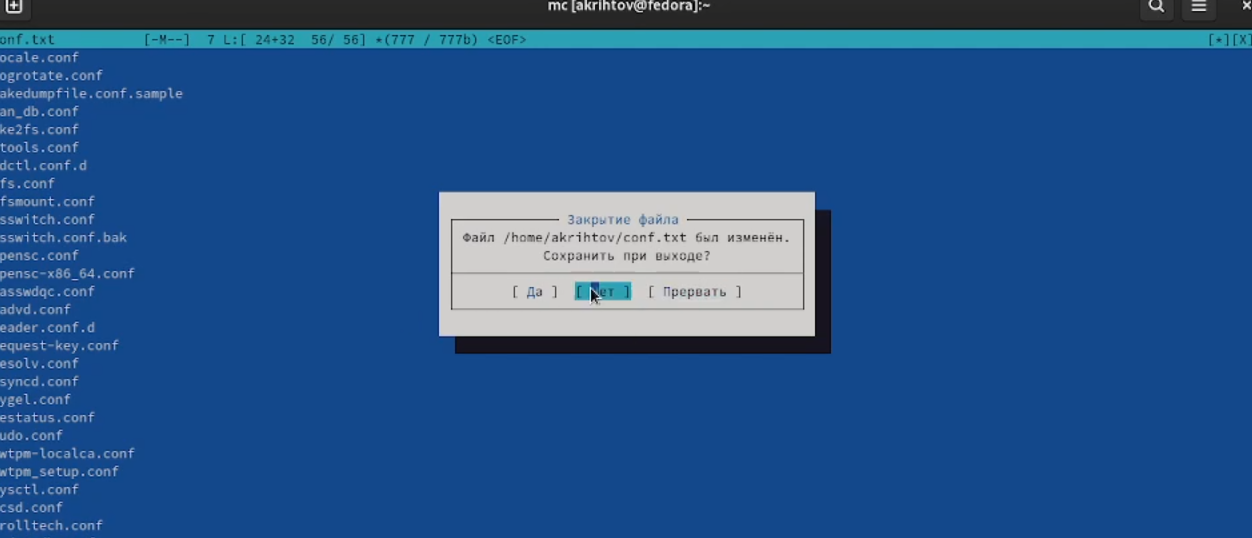 mc [akrihtov@fedora]:~
onf.txt [-M--] 7 L:[ 24+32 56/ 56] *(777 / 777b) <EOF> [*][X]
ocale.conf
ogrotate.conf
akedumpfile.conf.sample
an_db.conf
ke2fs.conf
tools.conf
dctl.conf.d
fs.conf
fsmount.conf
sswitch.conf
sswitch.conf.bak
pensc.conf
pensc-x86_64.conf
asswdqc.conf
advd.conf
eader.conf.d
equest-key.conf
esolv.conf
syncd.conf
ygel.conf
estatus.conf
udo.conf
wtpm-localca.conf
wtpm_setup.conf
ysctl.conf
csd.conf
rolltech.conf
Закрытие файла
Файл /home/akrihtov/conf.txt был изменён.
Сохранить при выходе?
[ Да ] [ Нет ] [ Прервать ]